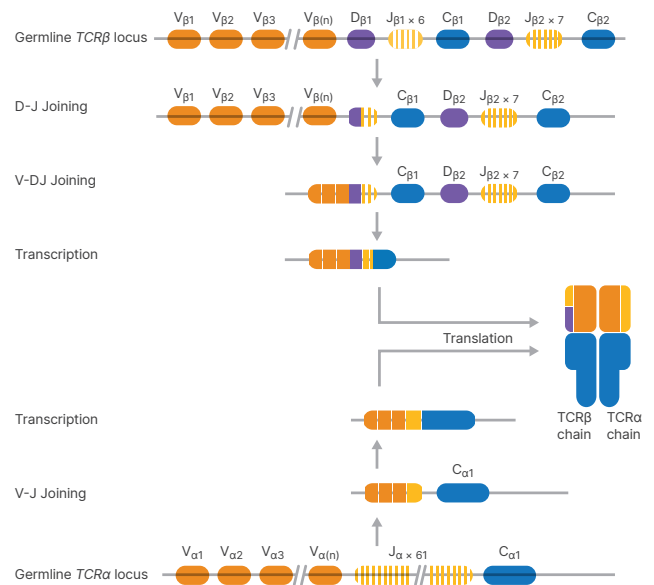 Vβ1 Vβ2 Vβ3 Vβ(n) Dβ1 Jβ1 × 6 Cβ1 Dβ2 Jβ2 × 7 Cβ2
Germline TCRβ locus
Vβ1 Vβ2 Vβ3 Vβ(n) Cβ1 Dβ2 Jβ2 × 7 Cβ2
D-J Joining
Cβ1 Dβ2 Jβ2 × 7 Cβ2
V-DJ Joining
Transcription
Translation
TCRβ chain
TCRα chain
Transcription
Cα1
V-J Joining
Vα1 Vα2 Vα3 Vα(n) Jα × 61 Cα1
Germline TCRα locus